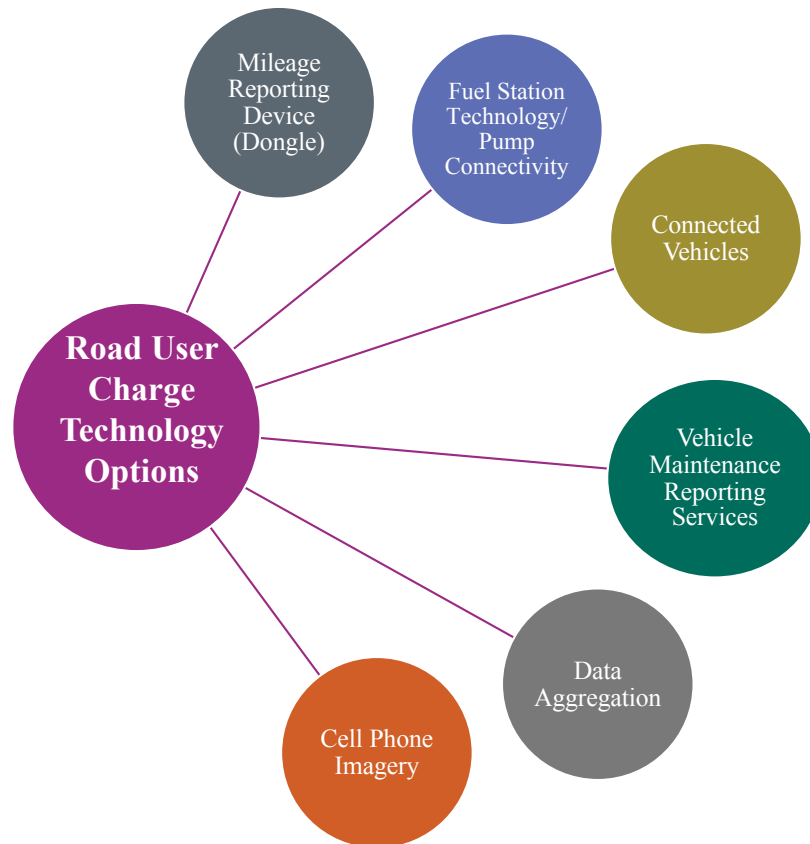 Mileage
Reporting
Device
(Dongle)
Fuel Station
Technology/
Pump
Connectivity
Connected
Vehicles
Road User
Charge
Technology
Options
Vehicle
Maintenance
Reporting
Services
Data
Aggregation
Cell Phone
Imagery